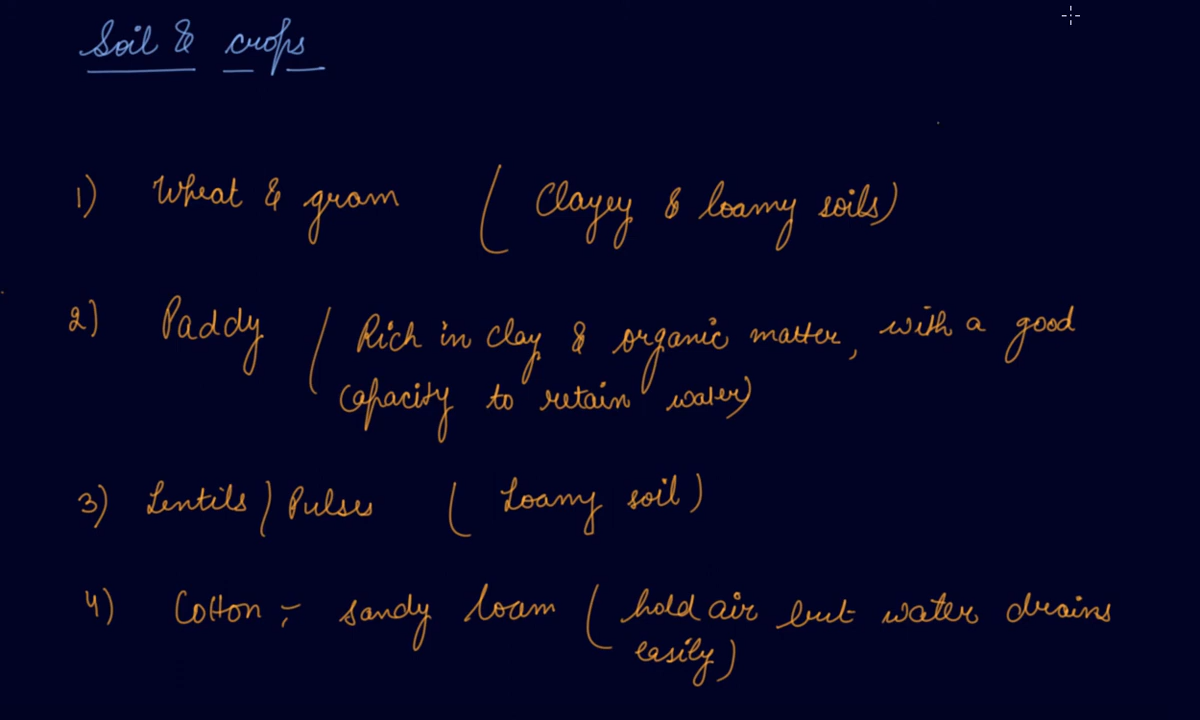 Soil & crops
1) Wheat & gram (Clayey & loamy soils)
2) Paddy (Rich in clay & organic matter, with a good
capacity to retain water)
3) Lentils / Pulses (Loamy soil)
4) Cotton :- sandy loam (hold air but water drains
easily)